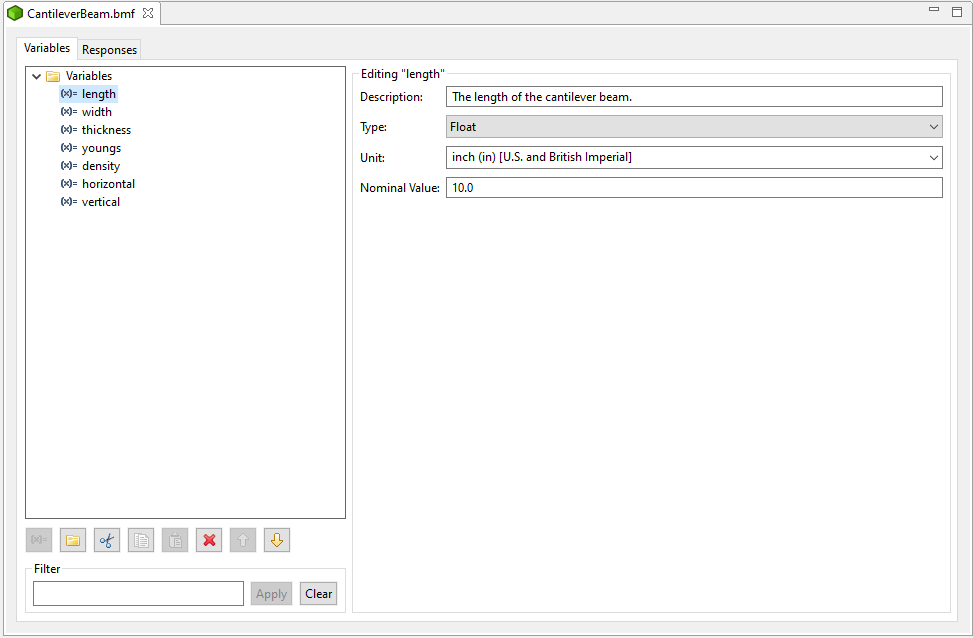 CantileverBeam.bmf
Variables Responses
Variables
(x)= length
(x)= width
(x)= thickness
(x)= youngs
(x)= density
(x)= horizontal
(x)= vertical
Editing "length"
Description: The length of the cantilever beam.
Type: Float
Unit: inch (in) [U.S. and British Imperial]
Nominal Value: 10.0
(x)=
Filter
Apply Clear